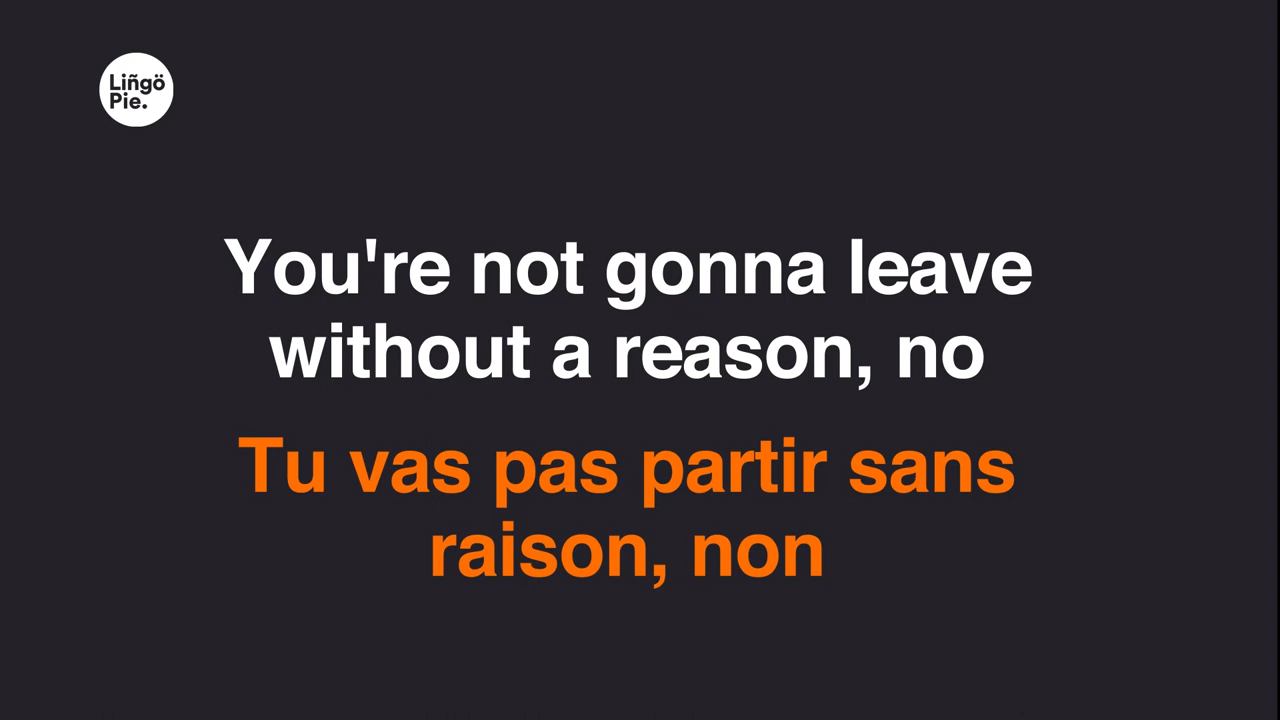 Liñgö
Pie.
You're not gonna leave
without a reason, no
Tu vas pas partir sans
raison, non